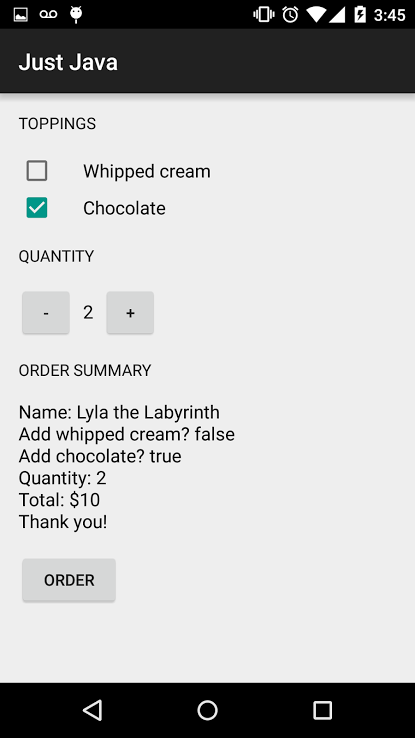 3:45
Just Java
TOPPINGS
Whipped cream
Chocolate
QUANTITY
- 2 +
ORDER SUMMARY
Name: Lyla the Labyrinth
Add whipped cream? false
Add chocolate? true
Quantity: 2
Total: $10
Thank you!
ORDER